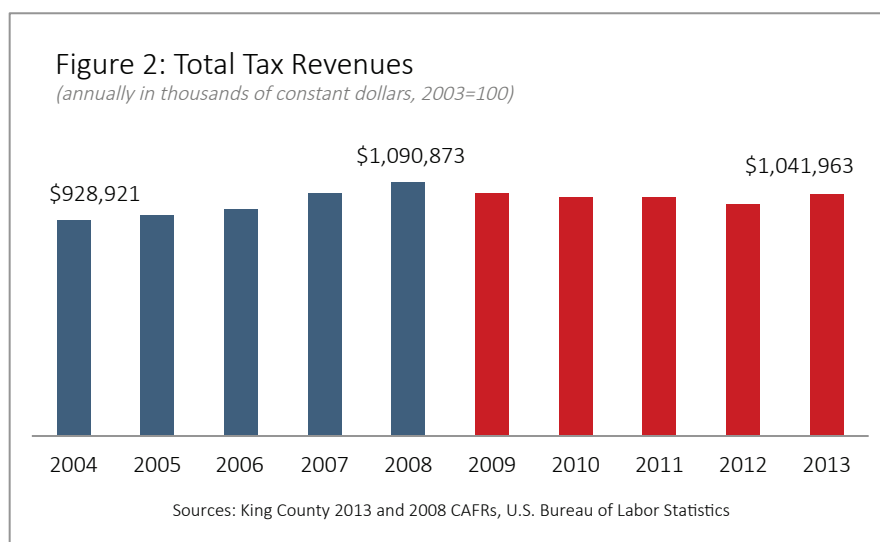 Figure 2: Total Tax Revenues
(annually in thousands of constant dollars, 2003=100)
$1,090,873
$1,041,963
$928,921
2004 2005 2006 2007 2008 2009 2010 2011 2012 2013
Sources: King County 2013 and 2008 CAFRs, U.S. Bureau of Labor Statistics